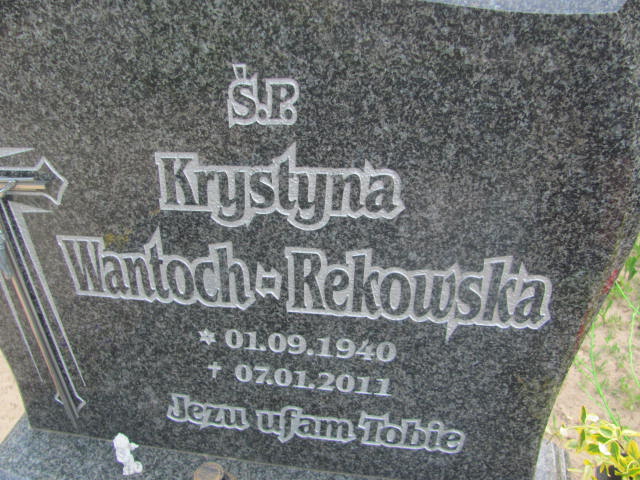 Ś.P.
Krystyna
Wantoch-Rekowska
* 01.09.1940
† 07.01.2011
Jezu ufam Tobie